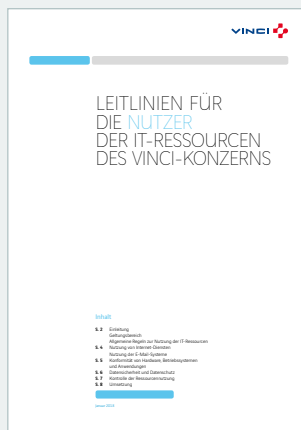 VINCI
LEITLINIEN FÜR
DIE NUTZER
DER IT-RESSOURCEN
DES VINCI-KONZERNS
Inhalt
S. 2 Einleitung
Geltungsbereich
Allgemeine Regeln zur Nutzung der IT-Ressourcen
S. 4 Nutzung von Internet-Diensten
Nutzung der E-Mail-Systeme
S. 5 Konformität von Hardware, Betriebssystemen
und Anwendungen
S. 6 Datensicherheit und Datenschutz
S. 7 Kontrolle der Ressourcennutzung
S. 8 Umsetzung